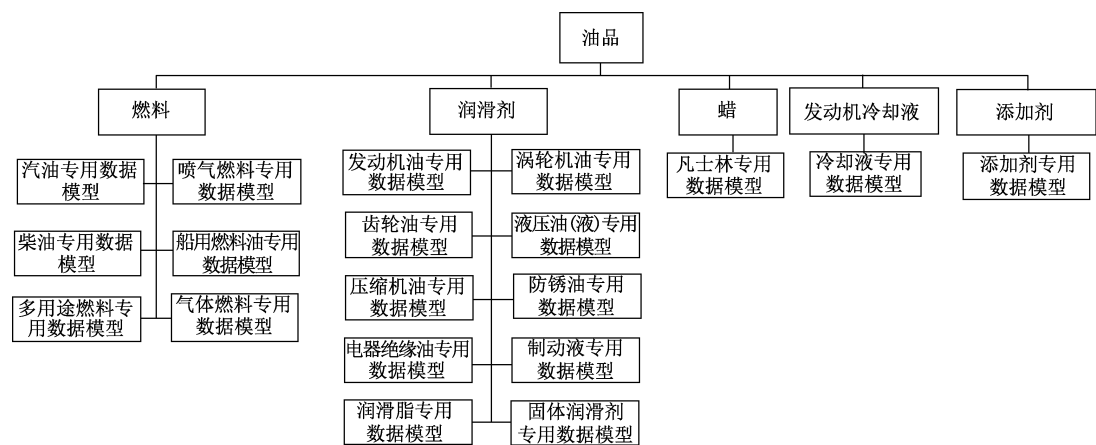 油品
燃料
润滑剂
蜡
发动机冷却液
添加剂
汽油专用数据
模型
喷气燃料专用
数据模型
柴油专用数据
模型
船用燃料油专用
数据模型
多用途燃料专
用数据模型
气体燃料专用
数据模型
发动机油专用
数据模型
涡轮机油专用
数据模型
齿轮油专用
数据模型
液压油(液)专用
数据模型
压缩机油专用
数据模型
防锈油专用
数据模型
电器绝缘油专用
数据模型
制动液专用
数据模型
润滑脂专用
数据模型
固体润滑剂
专用数据模型
凡士林专用
数据模型
冷却液专用
数据模型
添加剂专用
数据模型